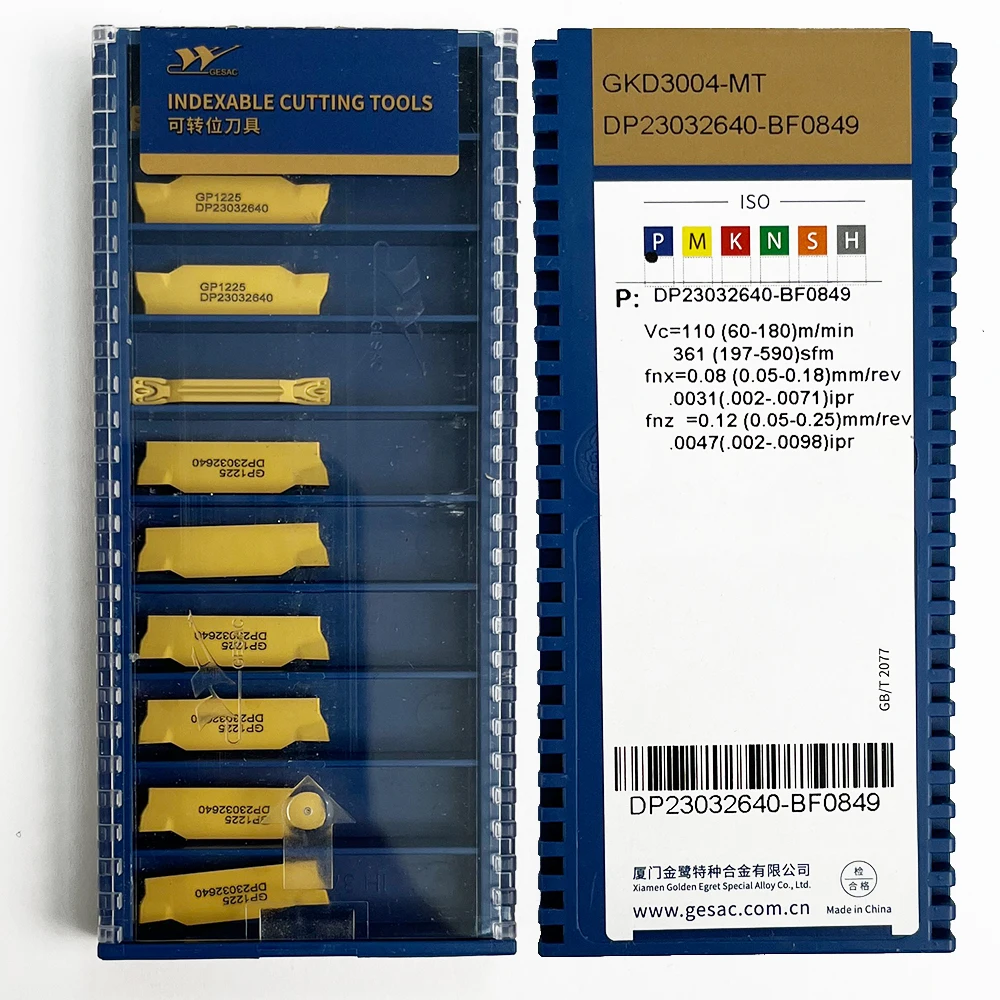 GESAC
INDEXABLE CUTTING TOOLS
可转位刀具
GP1225
DP23032640
GP1225
DP23032640
GP1225
DP23032640
GP1225
DP23032640
GP1225
DP23032640
GP1225
DP23032640
GESAC
GESAC
GKD3004-MT
DP23032640-BF0849
ISO
P M K N S H
P: DP23032640-BF0849
Vc=110 (60-180)m/min
361 (197-590)sfm
fnx=0.08 (0.05-0.18)mm/rev
.0031(.002-.0071)ipr
fnz =0.12 (0.05-0.25)mm/rev
.0047(.002-.0098)ipr
GB/T 2077
DP23032640-BF0849
厦门金鹭特种合金有限公司
Xiamen Golden Egret Special Alloy Co., Ltd.
www.gesac.com.cn
检
合格
Made in China